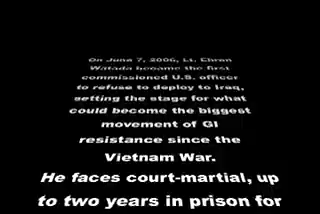 On June 7, 2006, Lt. Ehren
Watada became the first
commissioned U.S. officer
to refuse to deploy to Iraq,
setting the stage for what
could become the biggest
movement of GI
resistance since the
Vietnam War.
He faces court-martial, up
to two years in prison for